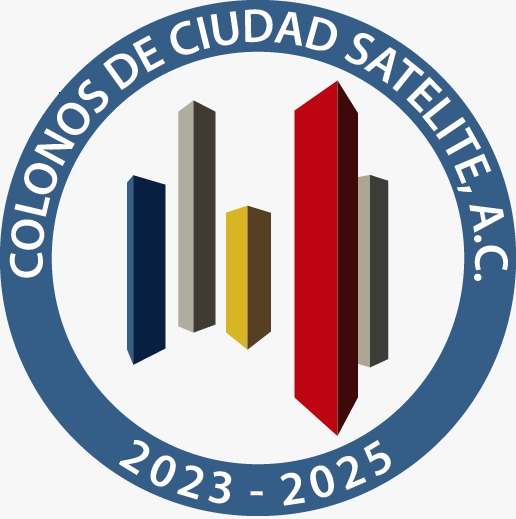 COLONOS DE CIUDAD SATELITE, A.C.
2023 - 2025